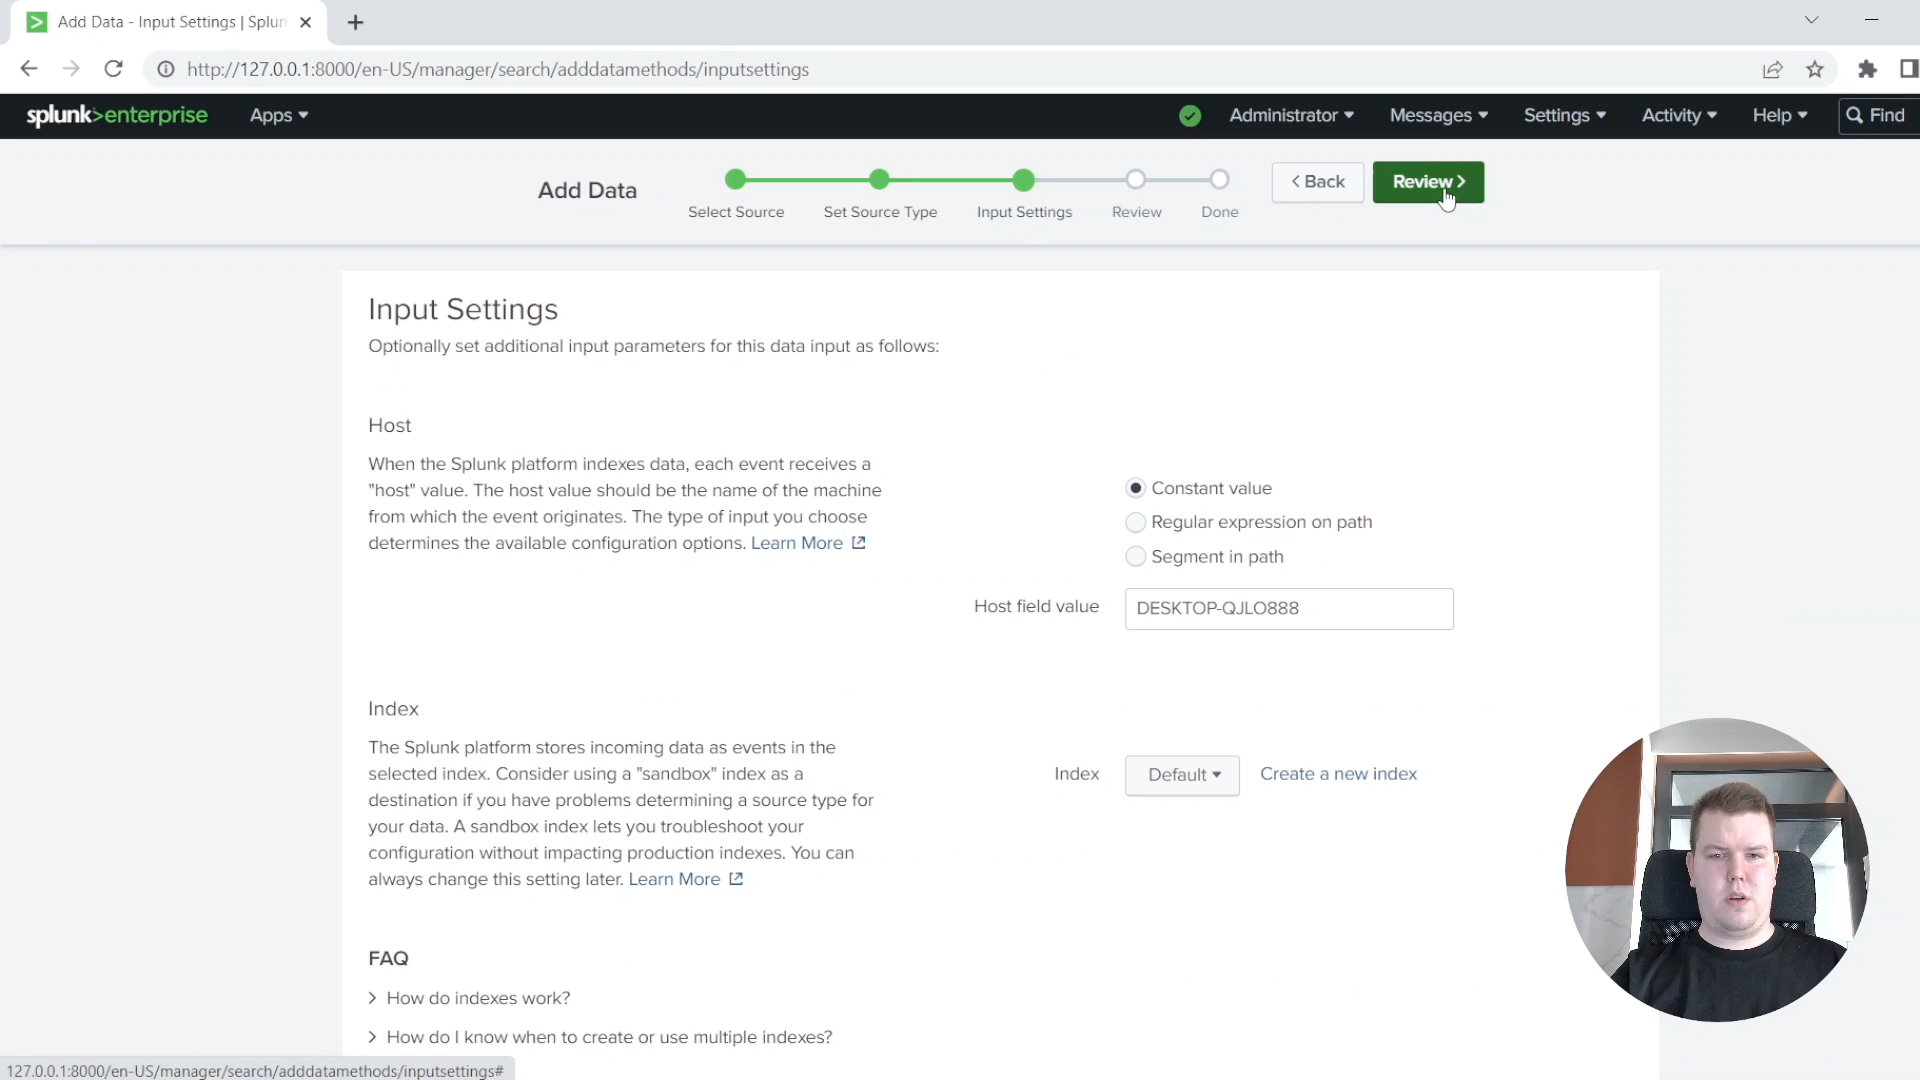 Add Data - Input Settings | Splun
http://127.0.0.1:8000/en-US/manager/search/adddatamethods/inputsettings
splunk>enterprise Apps Administrator Messages Settings Activity Help Find
Add Data
Select Source Set Source Type Input Settings Review Done
< Back Review >
Input Settings
Optionally set additional input parameters for this data input as follows:
Host
When the Splunk platform indexes data, each event receives a
"host" value. The host value should be the name of the machine
from which the event originates. The type of input you choose
determines the available configuration options. Learn More
Constant value
Regular expression on path
Segment in path
Host field value DESKTOP-QJLO888
Index
The Splunk platform stores incoming data as events in the
selected index. Consider using a "sandbox" index as a
destination if you have problems determining a source type for
your data. A sandbox index lets you troubleshoot your
configuration without impacting production indexes. You can
always change this setting later. Learn More
Index Default Create a new index
FAQ
> How do indexes work?
> How do I know when to create or use multiple indexes?
127.0.0.1:8000/en-US/manager/search/adddatamethods/inputsettings#